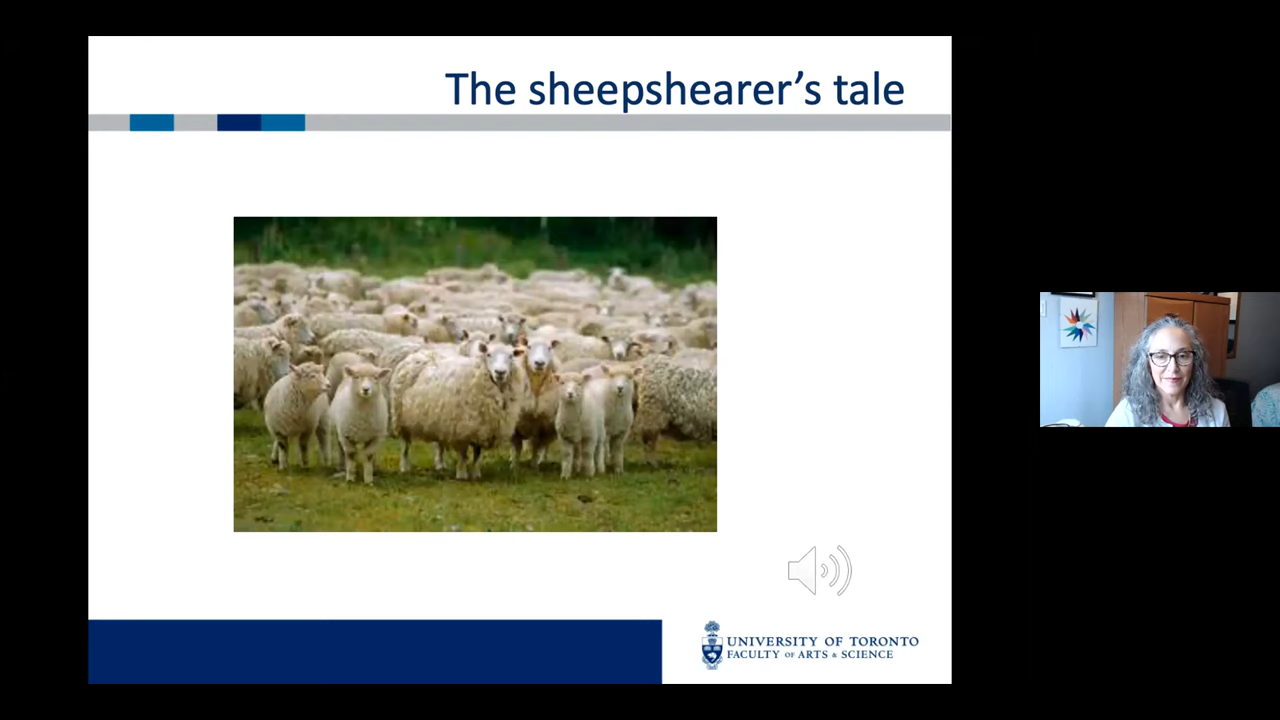 The sheepshearer’s tale
UNIVERSITY OF TORONTO
FACULTY OF ARTS & SCIENCE